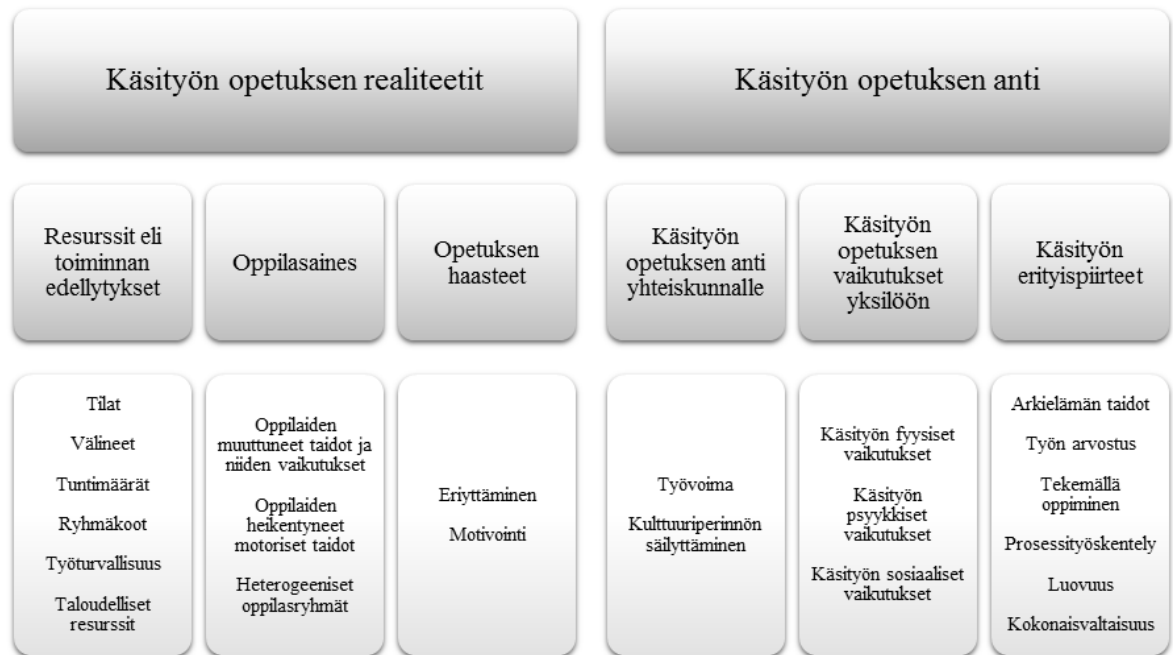 Käsityön opetuksen realiteetit
Käsityön opetuksen anti
Resurssit eli
toiminnan
edellytykset
Oppilasaines
Opetuksen
haasteet
Käsityön
opetuksen anti
yhteiskunnalle
Käsityön
opetuksen
vaikutukset
yksilöön
Käsityön
erityispiirteet
Tilat
Välineet
Tuntimäärät
Ryhmäkoot
Työturvallisuus
Taloudelliset
resurssit
Oppilaiden
muuttuneet taidot ja
niiden vaikutukset
Oppilaiden
heikentyneet
motoriset taidot
Heterogeeniset
oppilasryhmät
Eriyttäminen
Motivointi
Työvoima
Kulttuuriperinnön
säilyttäminen
Käsityön fyysiset
vaikutukset
Käsityön
psyykkiset
vaikutukset
Käsityön sosiaaliset
vaikutukset
Arkielämän taidot
Työn arvostus
Tekemällä
oppiminen
Prosessityöskentely
Luovuus
Kokonaisvaltaisuus